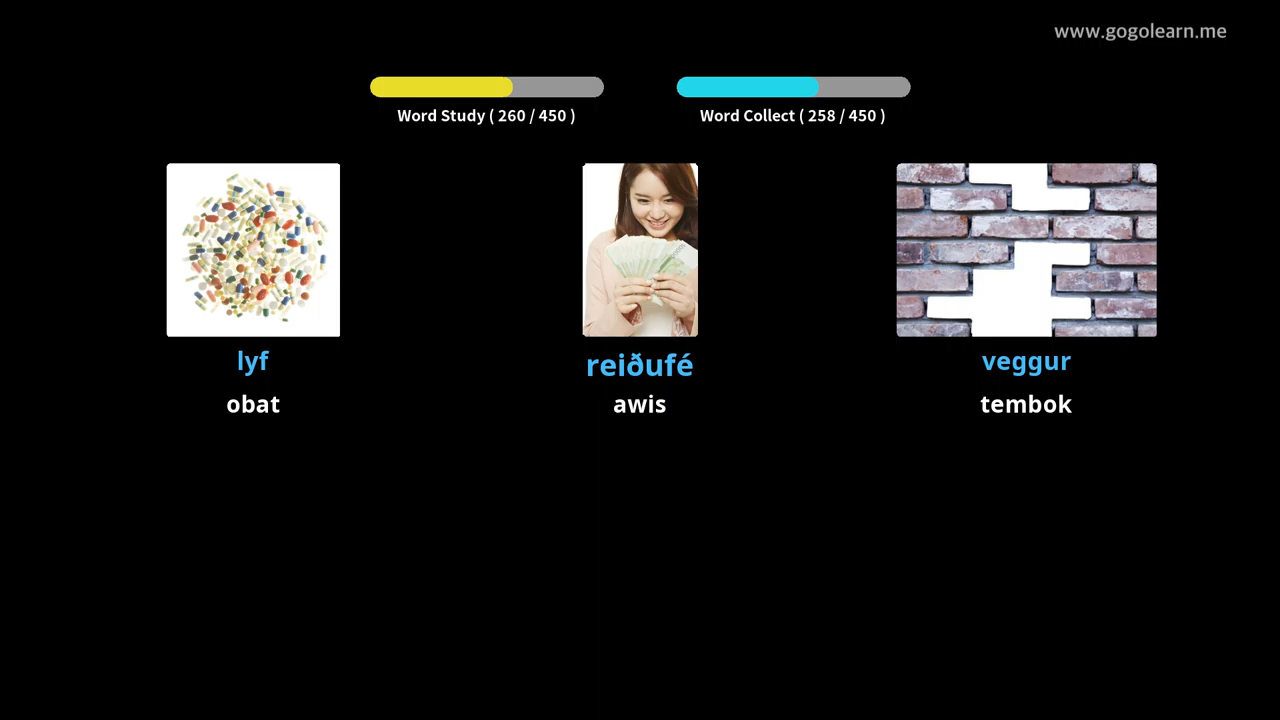 www.gogolearn.me
Word Study ( 260 / 450 )
Word Collect ( 258 / 450 )
lyf
obat
reiðufé
awis
veggur
tembok